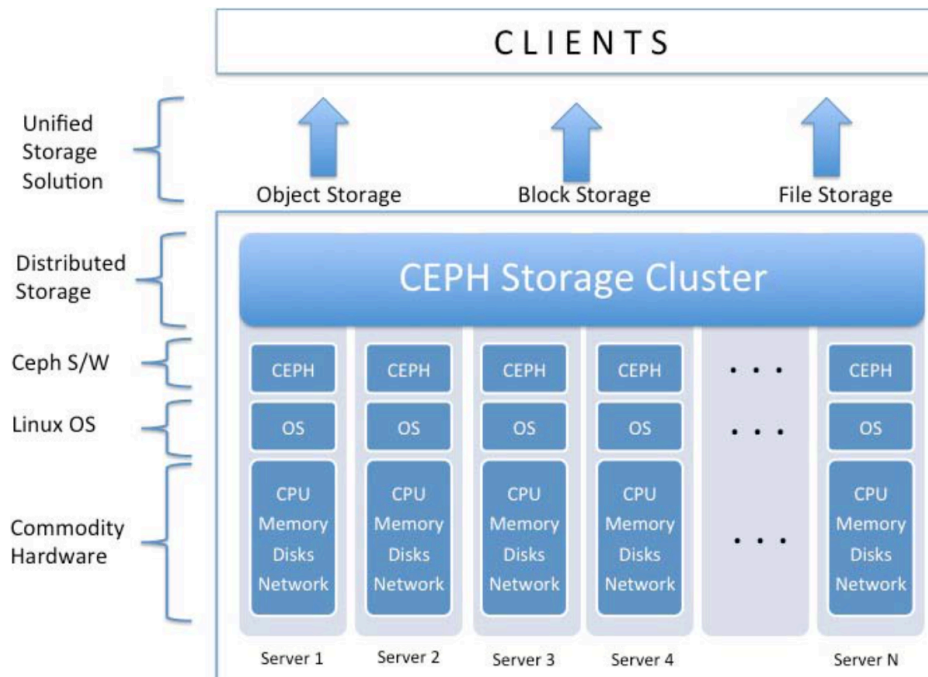 CLIENTS
Unified
Storage
Solution
Object Storage
Block Storage
File Storage
Distributed
Storage
CEPH Storage Cluster
Ceph S/W
CEPH
CEPH
CEPH
CEPH
. . .
CEPH
Linux OS
OS
OS
OS
OS
. . .
OS
Commodity
Hardware
CPU
Memory
Disks
Network
CPU
Memory
Disks
Network
CPU
Memory
Disks
Network
CPU
Memory
Disks
Network
. . .
CPU
Memory
Disks
Network
Server 1
Server 2
Server 3
Server 4
Server N